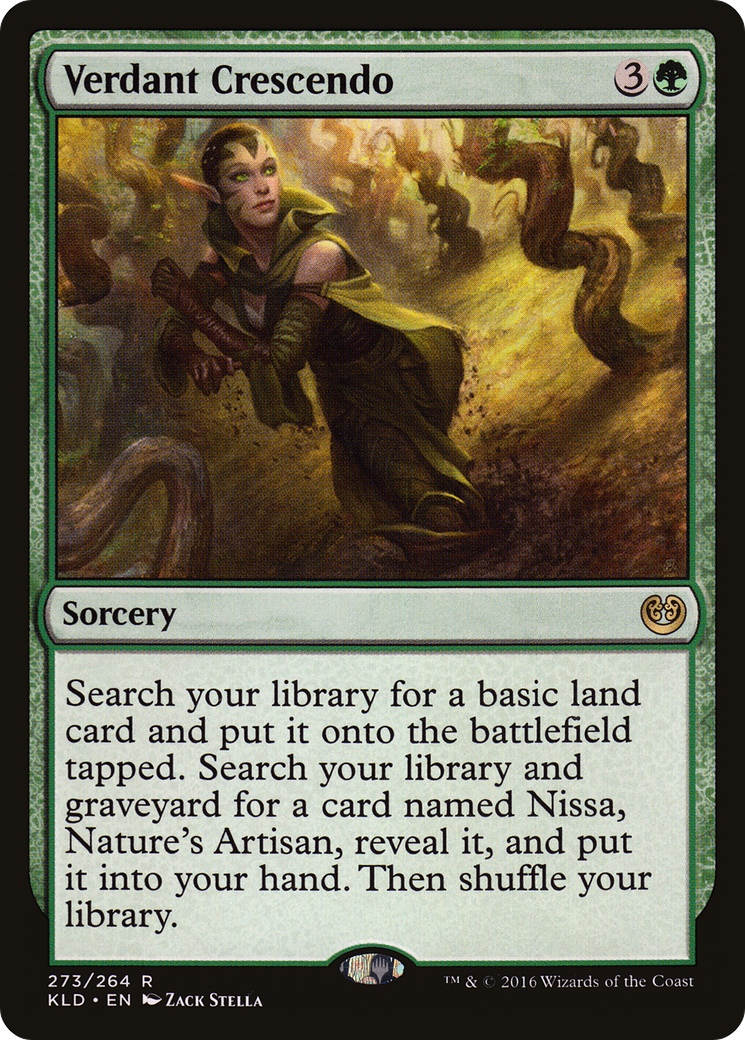 Verdant Crescendo 3
Sorcery
Search your library for a basic land
card and put it onto the battlefield
tapped. Search your library and
graveyard for a card named Nissa,
Nature's Artisan, reveal it, and put
it into your hand. Then shuffle your
library.
273/264 R
KLD • EN Zack Stella
™ & © 2016 Wizards of the Coast